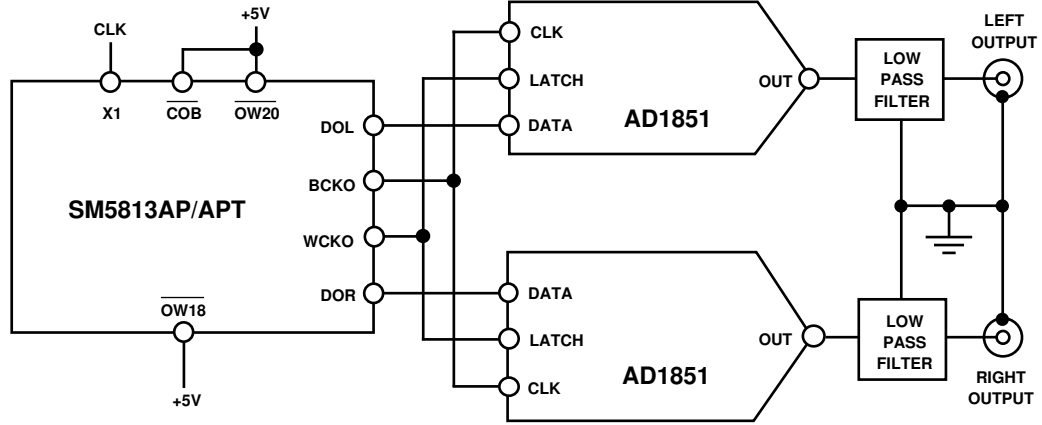 +5V
CLK
X1
COB
OW20
DOL
BCKO
SM5813AP/APT
WCKO
DOR
OW18
+5V
CLK
LATCH
DATA
AD1851
OUT
LOW
PASS
FILTER
LEFT
OUTPUT
DATA
LATCH
CLK
AD1851
OUT
LOW
PASS
FILTER
RIGHT
OUTPUT